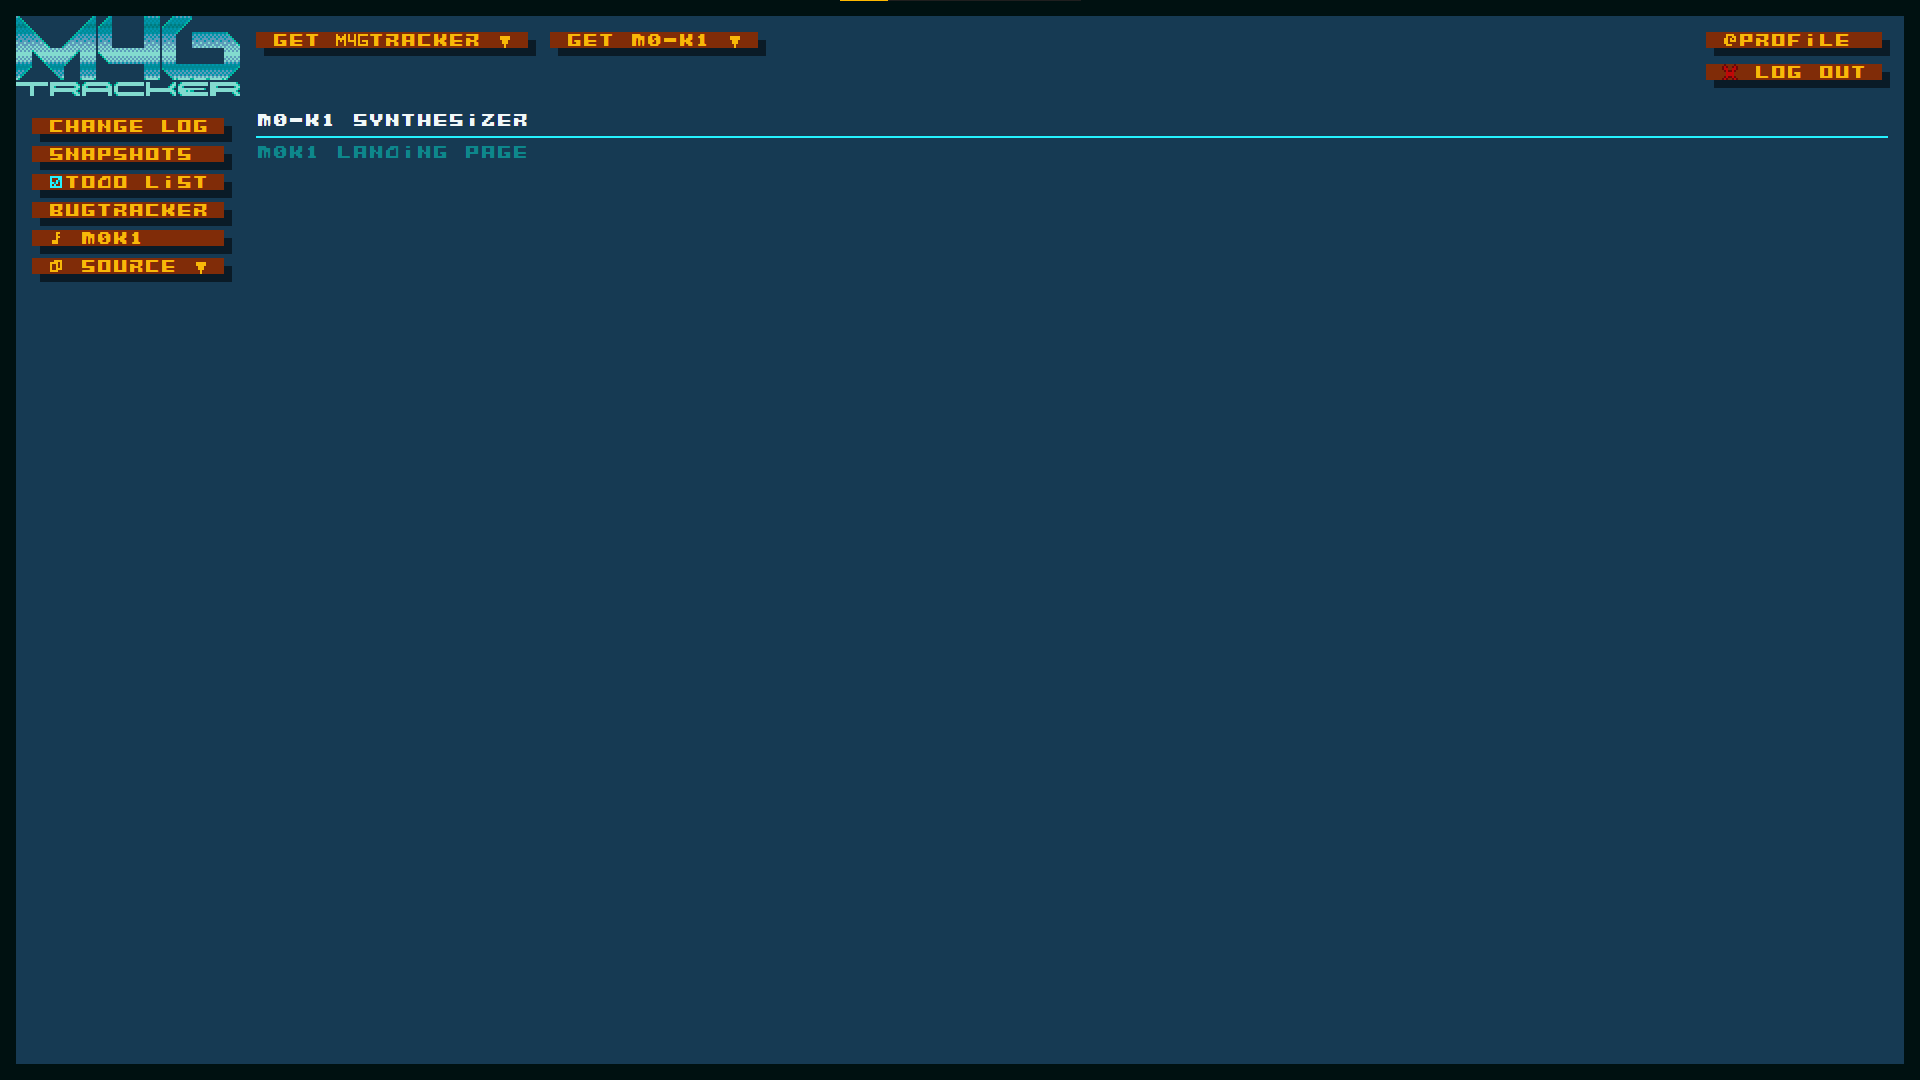 M4G TRACKER
GET M4GTRACKER ▼
GET M0-K1 ▼
@PROFiLE
LOG OUT
CHANGE LOG
SNAPSHOTS
TODO LiST
BUGTRACKER
♪ M0K1
SOURCE ▼
M0-K1 SYNTHESiZER
M0K1 LANDiNG PAGE